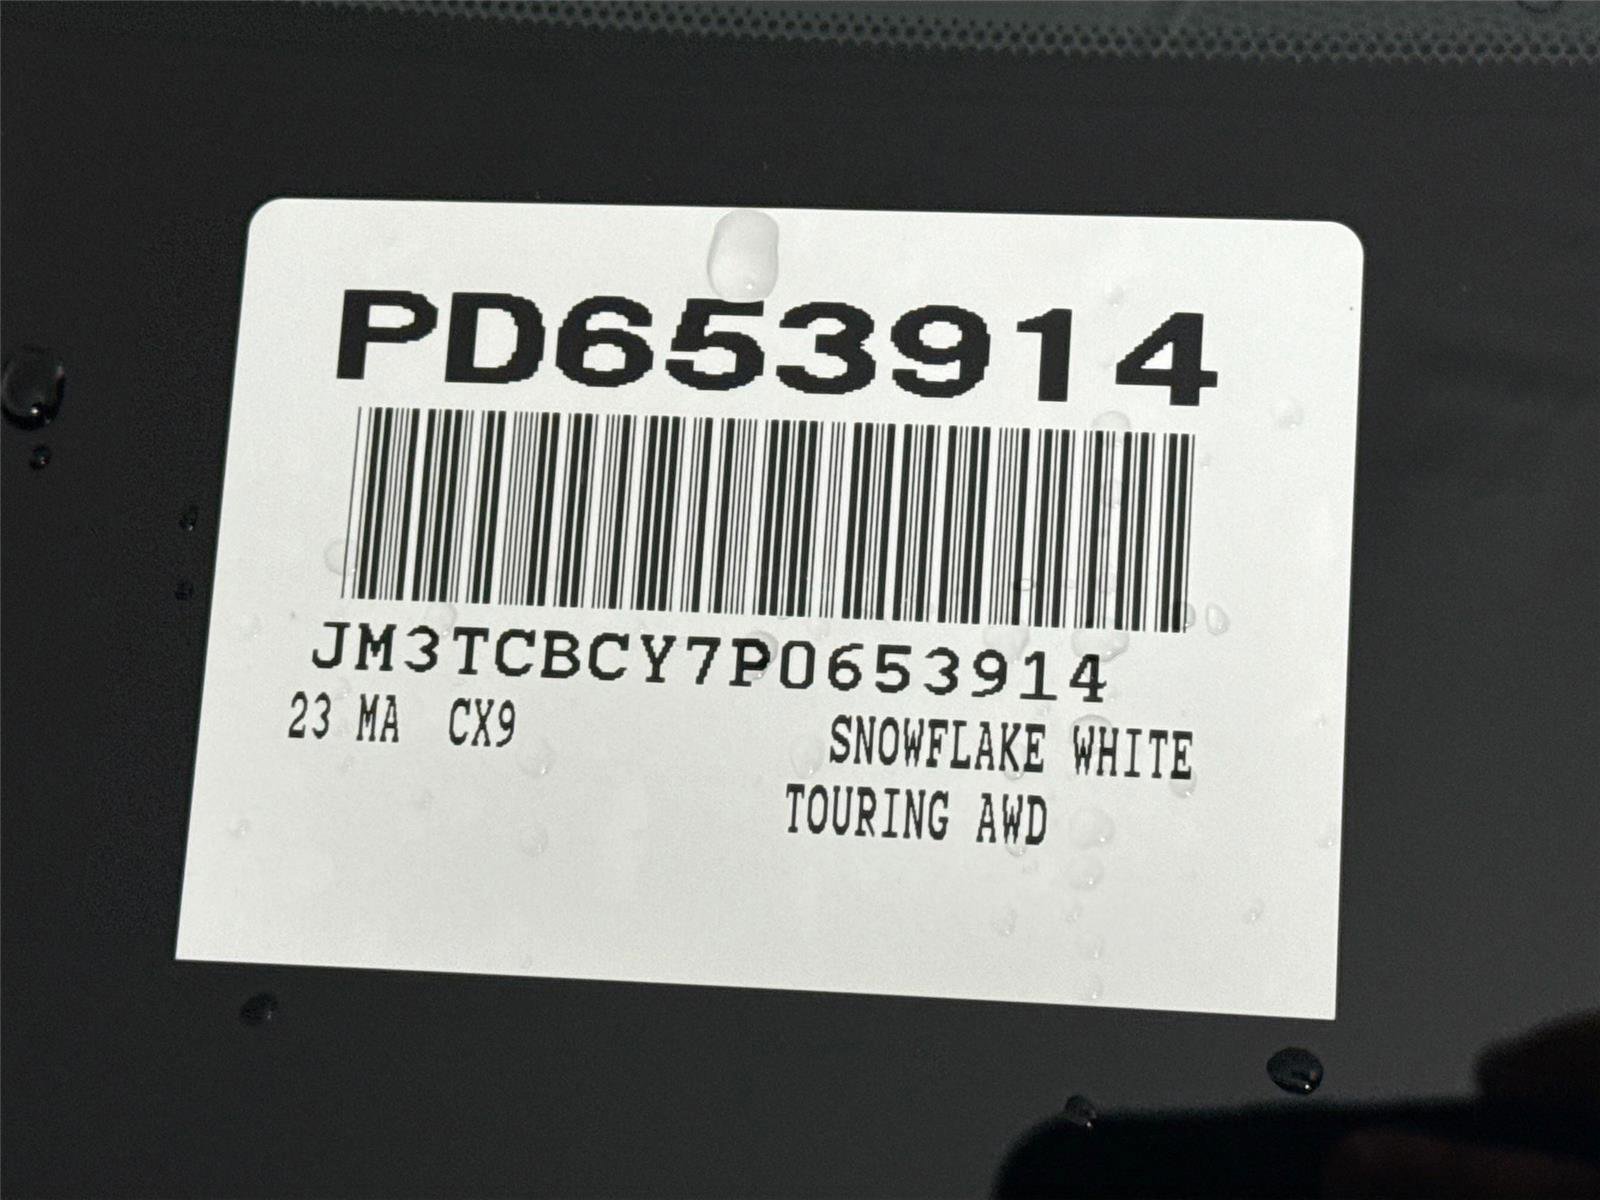 PD653914
JM3TCBCY7P0653914
23 MA CX9 SNOWFLAKE WHITE
TOURING AWD